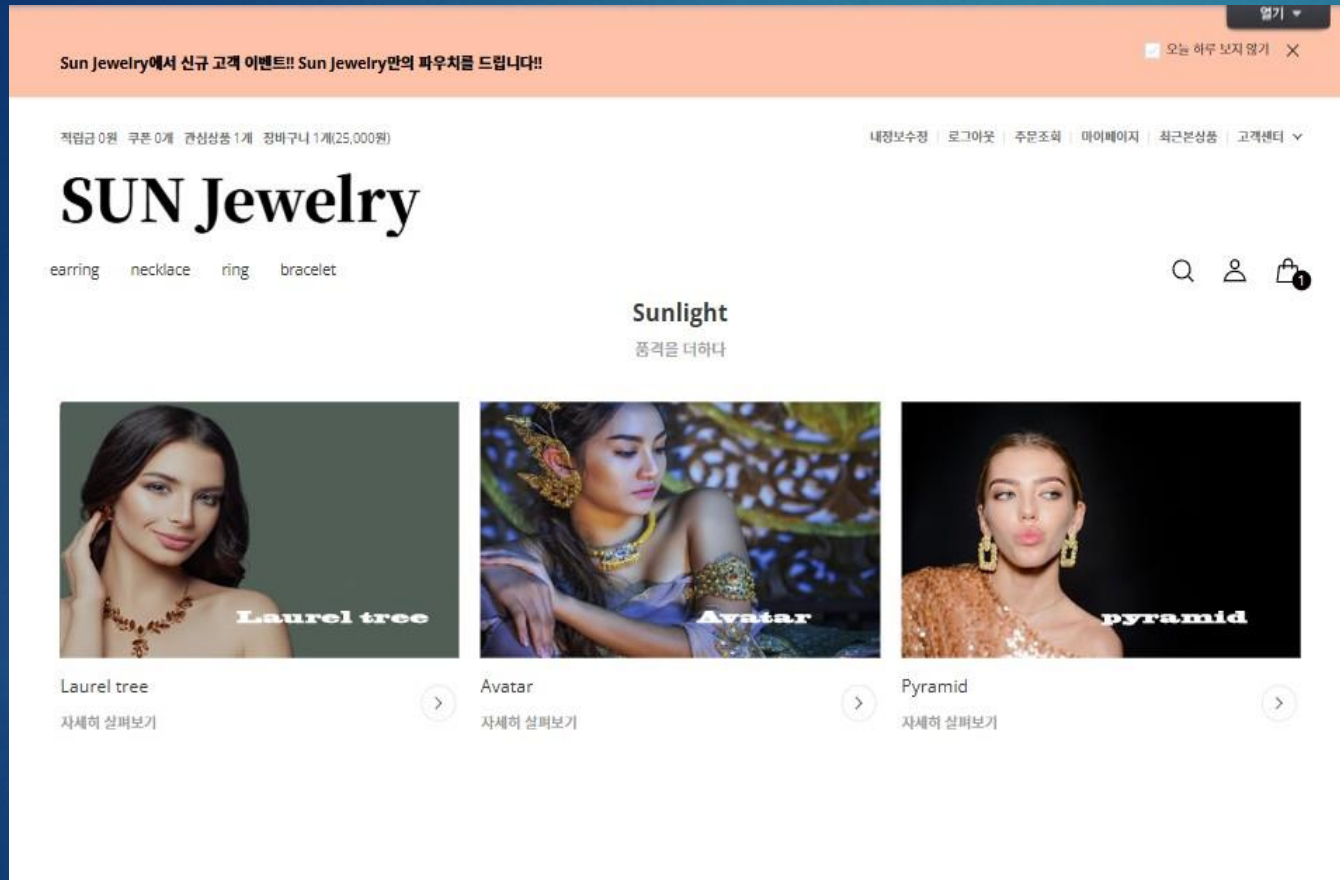 열기
오늘 하루 보지 않기
Sun Jewelry에서 신규 고객 이벤트!! Sun Jewelry만의 파우치를 드립니다!!
적립금 0원 쿠폰 0개 관심상품 1개 장바구니 1개(25,000원)
내정보수정 로그아웃 주문조회 마이페이지 최근본상품 고객센터
SUN Jewelry
earring necklace ring bracelet
1
Sunlight
품격을 더하다
Laurel tree
Avatar
pyramid
Laurel tree
자세히 살펴보기
Avatar
자세히 살펴보기
Pyramid
자세히 살펴보기